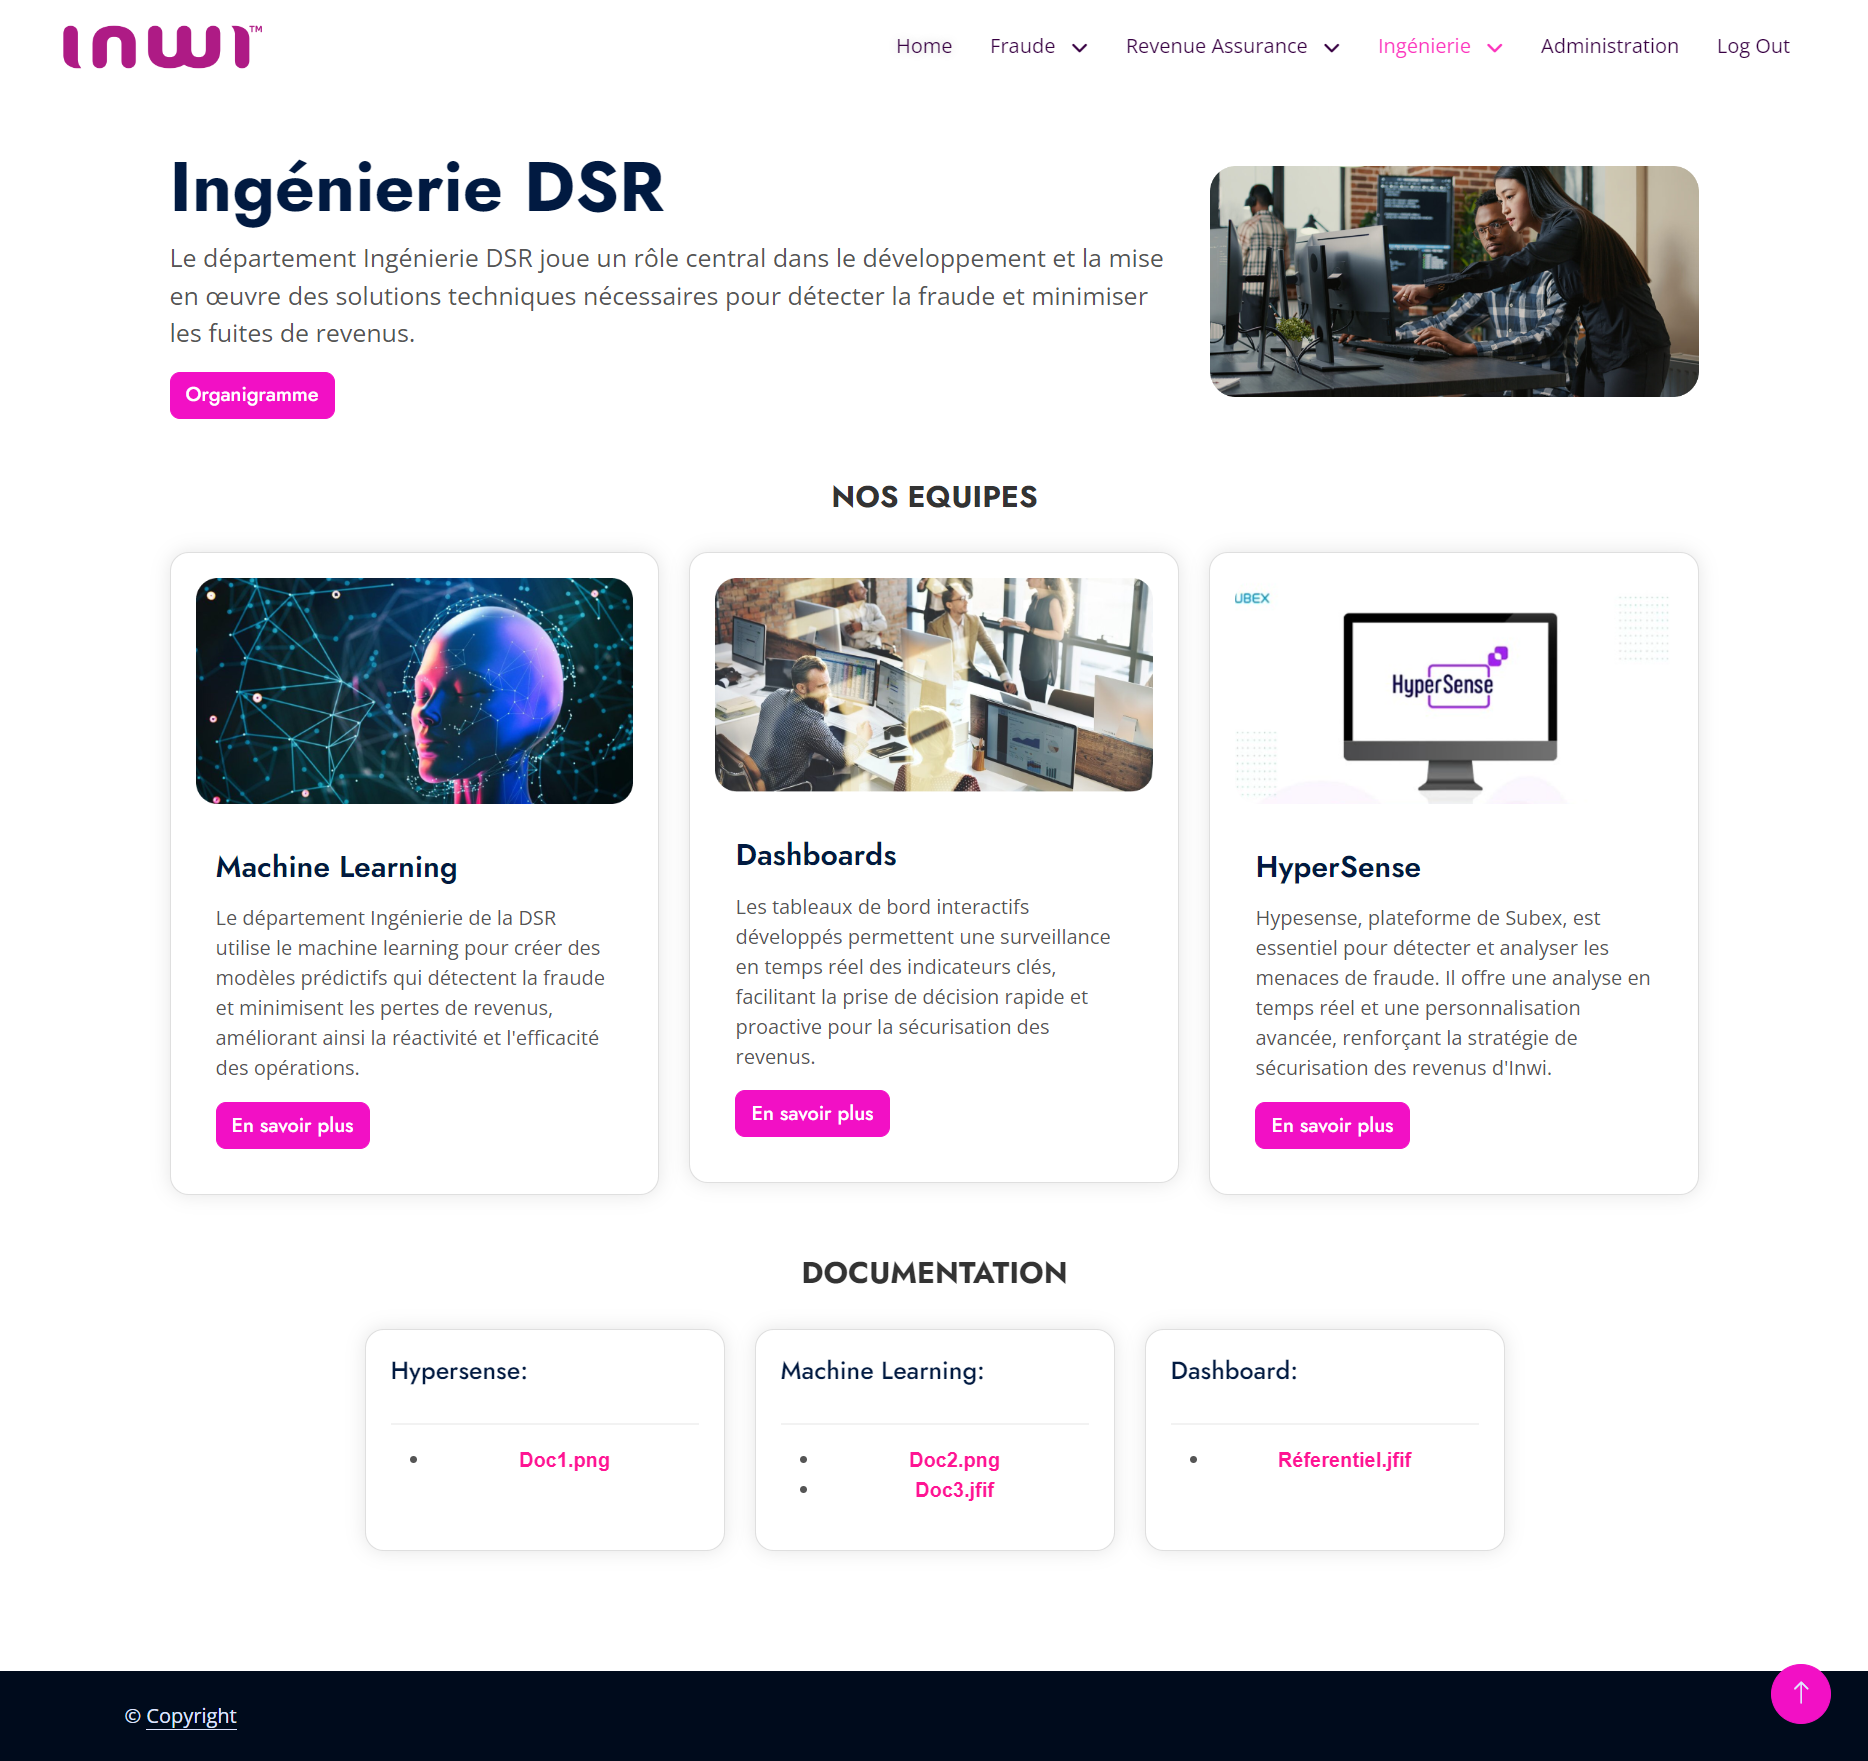 inwi™
Home Fraude Revenue Assurance Ingénierie Administration Log Out
Ingénierie DSR
Le département Ingénierie DSR joue un rôle central dans le développement et la mise
en œuvre des solutions techniques nécessaires pour détecter la fraude et minimiser
les fuites de revenus.
Organigramme
NOS EQUIPES
Machine Learning
Le département Ingénierie de la DSR
utilise le machine learning pour créer des
modèles prédictifs qui détectent la fraude
et minimisent les pertes de revenus,
améliorant ainsi la réactivité et l'efficacité
des opérations.
En savoir plus
Dashboards
Les tableaux de bord interactifs
développés permettent une surveillance
en temps réel des indicateurs clés,
facilitant la prise de décision rapide et
proactive pour la sécurisation des
revenus.
En savoir plus
UBEX
HyperSense
HyperSense
Hypesense, plateforme de Subex, est
essentiel pour détecter et analyser les
menaces de fraude. Il offre une analyse en
temps réel et une personnalisation
avancée, renforçant la stratégie de
sécurisation des revenus d'Inwi.
En savoir plus
DOCUMENTATION
Hypersense:
• Doc1.png
Machine Learning:
• Doc2.png
• Doc3.jfif
Dashboard:
• Réferentiel.jfif
© Copyright